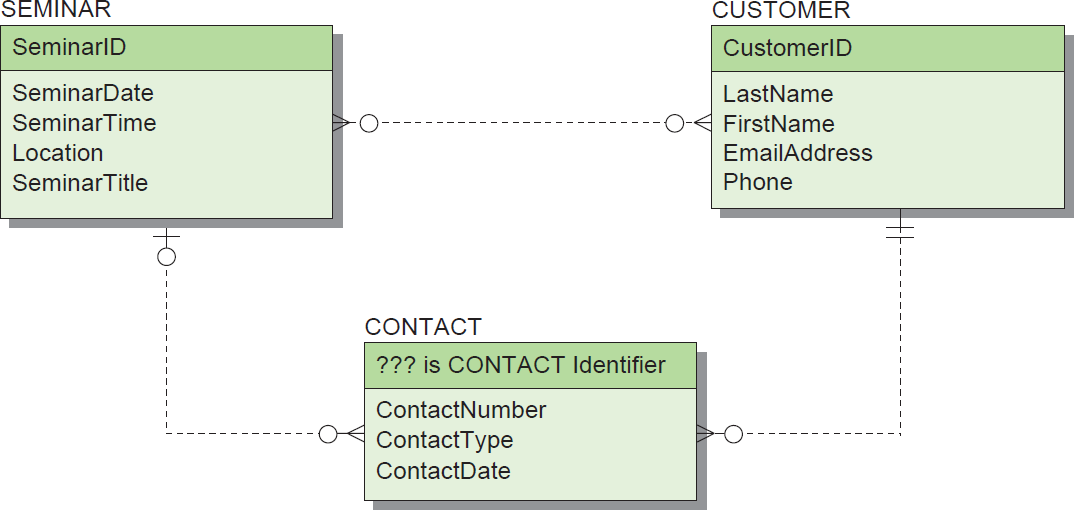 SEMINAR
SeminarID
SeminarDate
SeminarTime
Location
SeminarTitle
CUSTOMER
CustomerID
LastName
FirstName
EmailAddress
Phone
CONTACT
??? is CONTACT Identifier
ContactNumber
ContactType
ContactDate